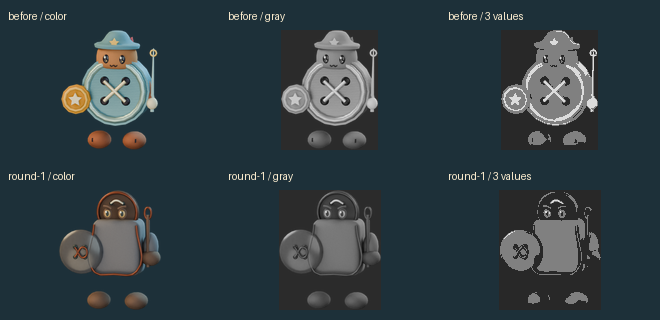 before / color
before / gray
before / 3 values
round-1 / color
round-1 / gray
round-1 / 3 values